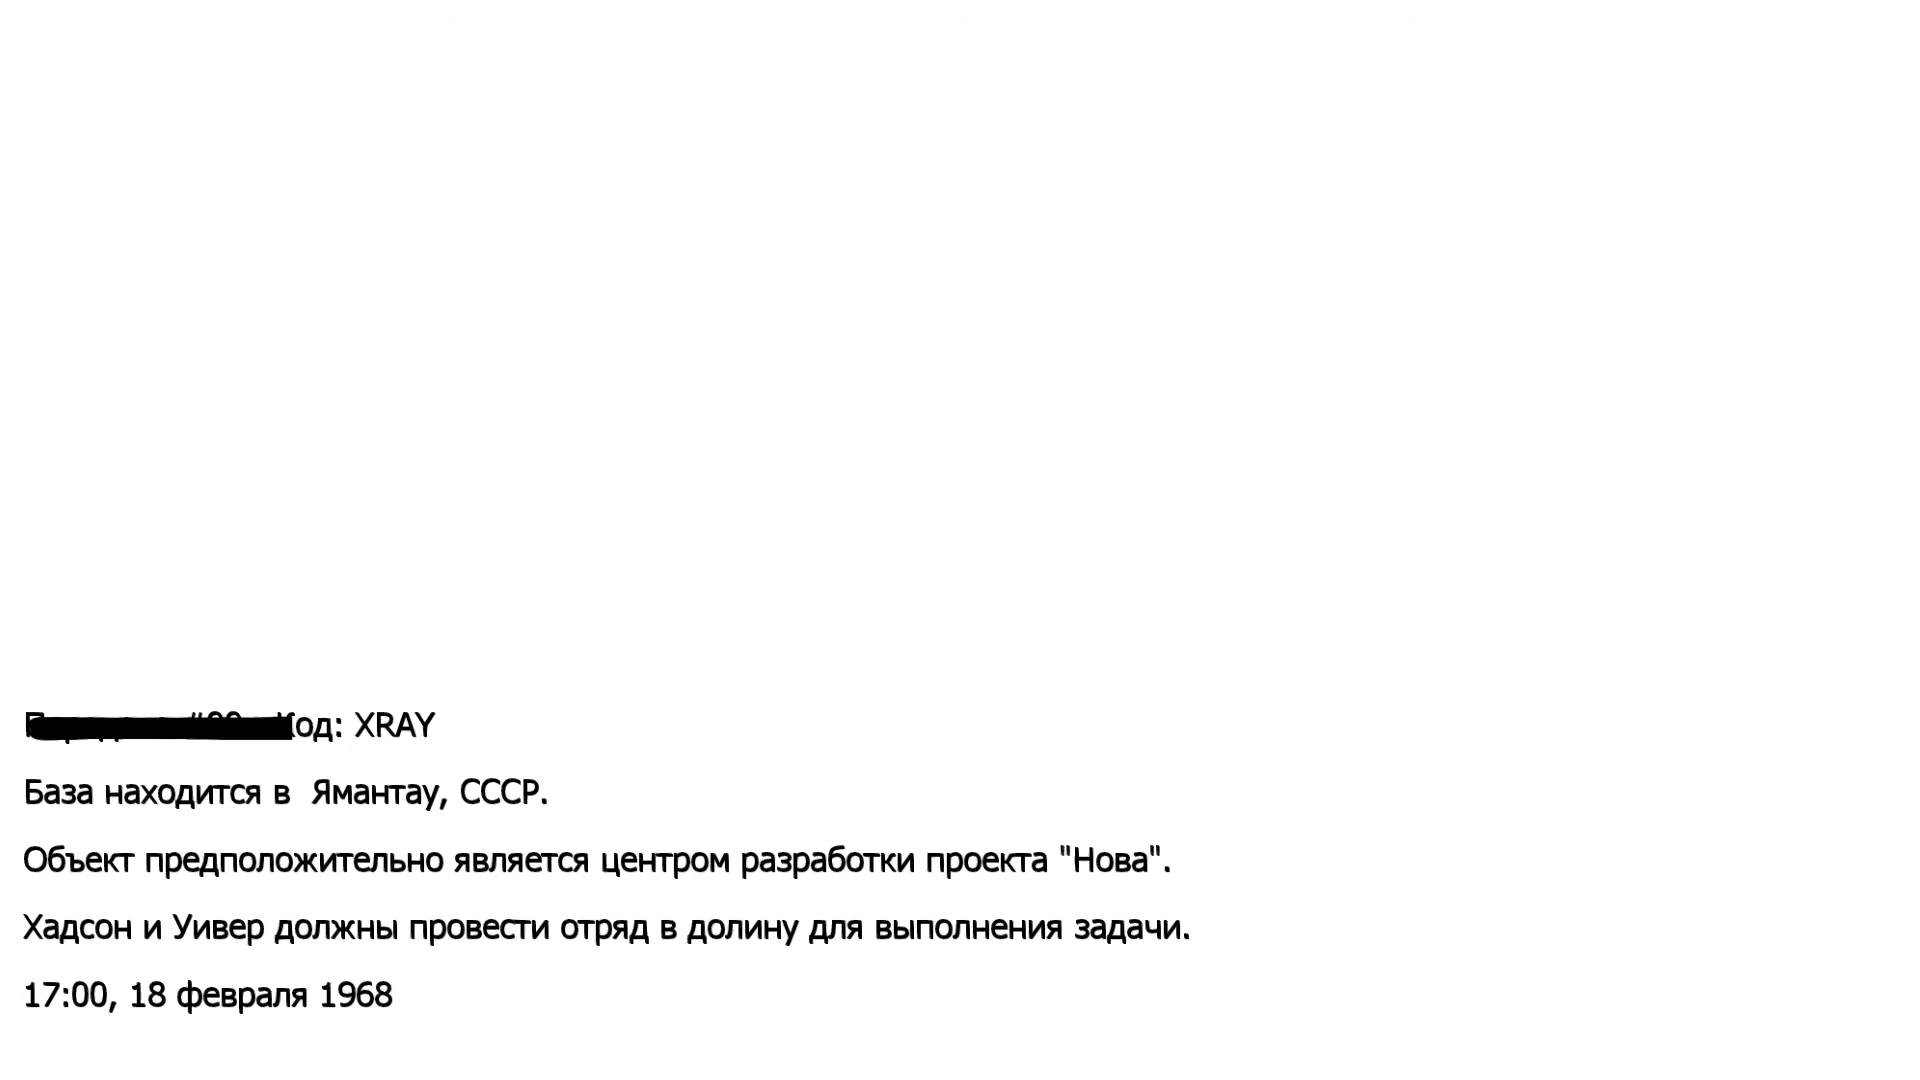 Код: XRAY
База находится в  Ямантау, СССР.
Объект предположительно является центром разработки проекта "Нова".
Хадсон и Уивер должны провести отряд в долину для выполнения задачи.
17:00, 18 февраля 1968